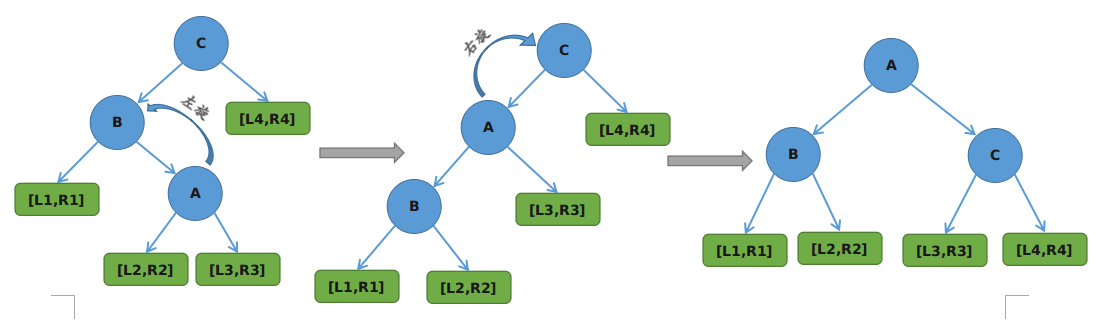 C
B
左旋
[L4,R4]
[L1,R1]
A
[L2,R2]
[L3,R3]
右旋
C
A
[L4,R4]
B
[L3,R3]
[L1,R1]
[L2,R2]
A
B
C
[L1,R1]
[L2,R2]
[L3,R3]
[L4,R4]